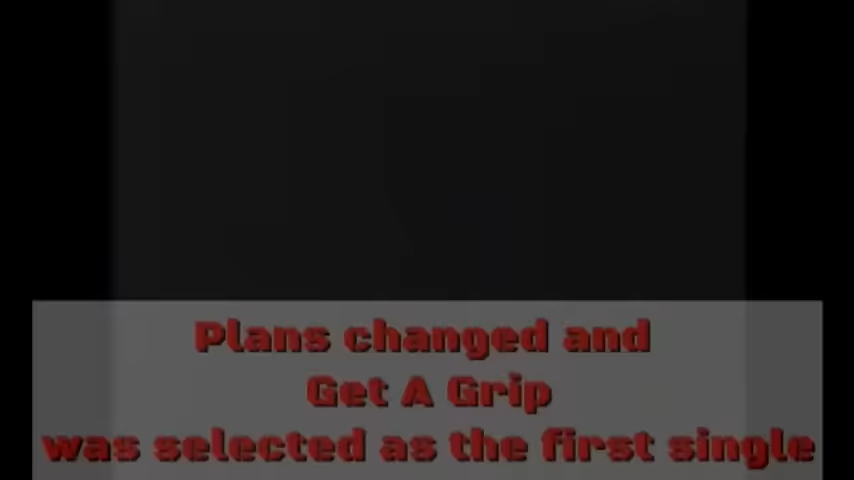 Plans changed and
Get A Grip
was selected as the first single